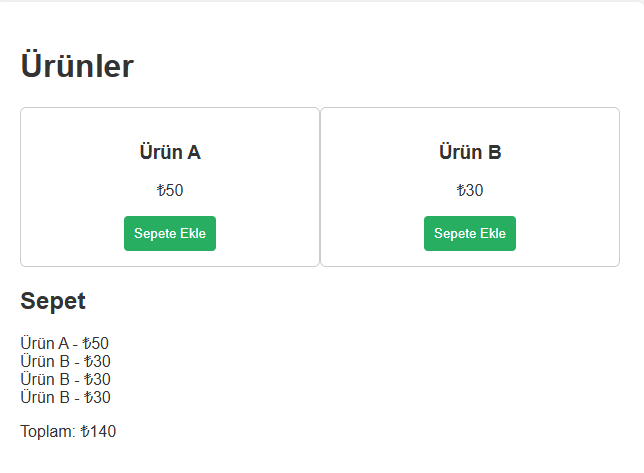 Ürünler
Ürün A
₺50
Sepete Ekle
Ürün B
₺30
Sepete Ekle
Sepet
Ürün A - ₺50
Ürün B - ₺30
Ürün B - ₺30
Ürün B - ₺30
Toplam: ₺140